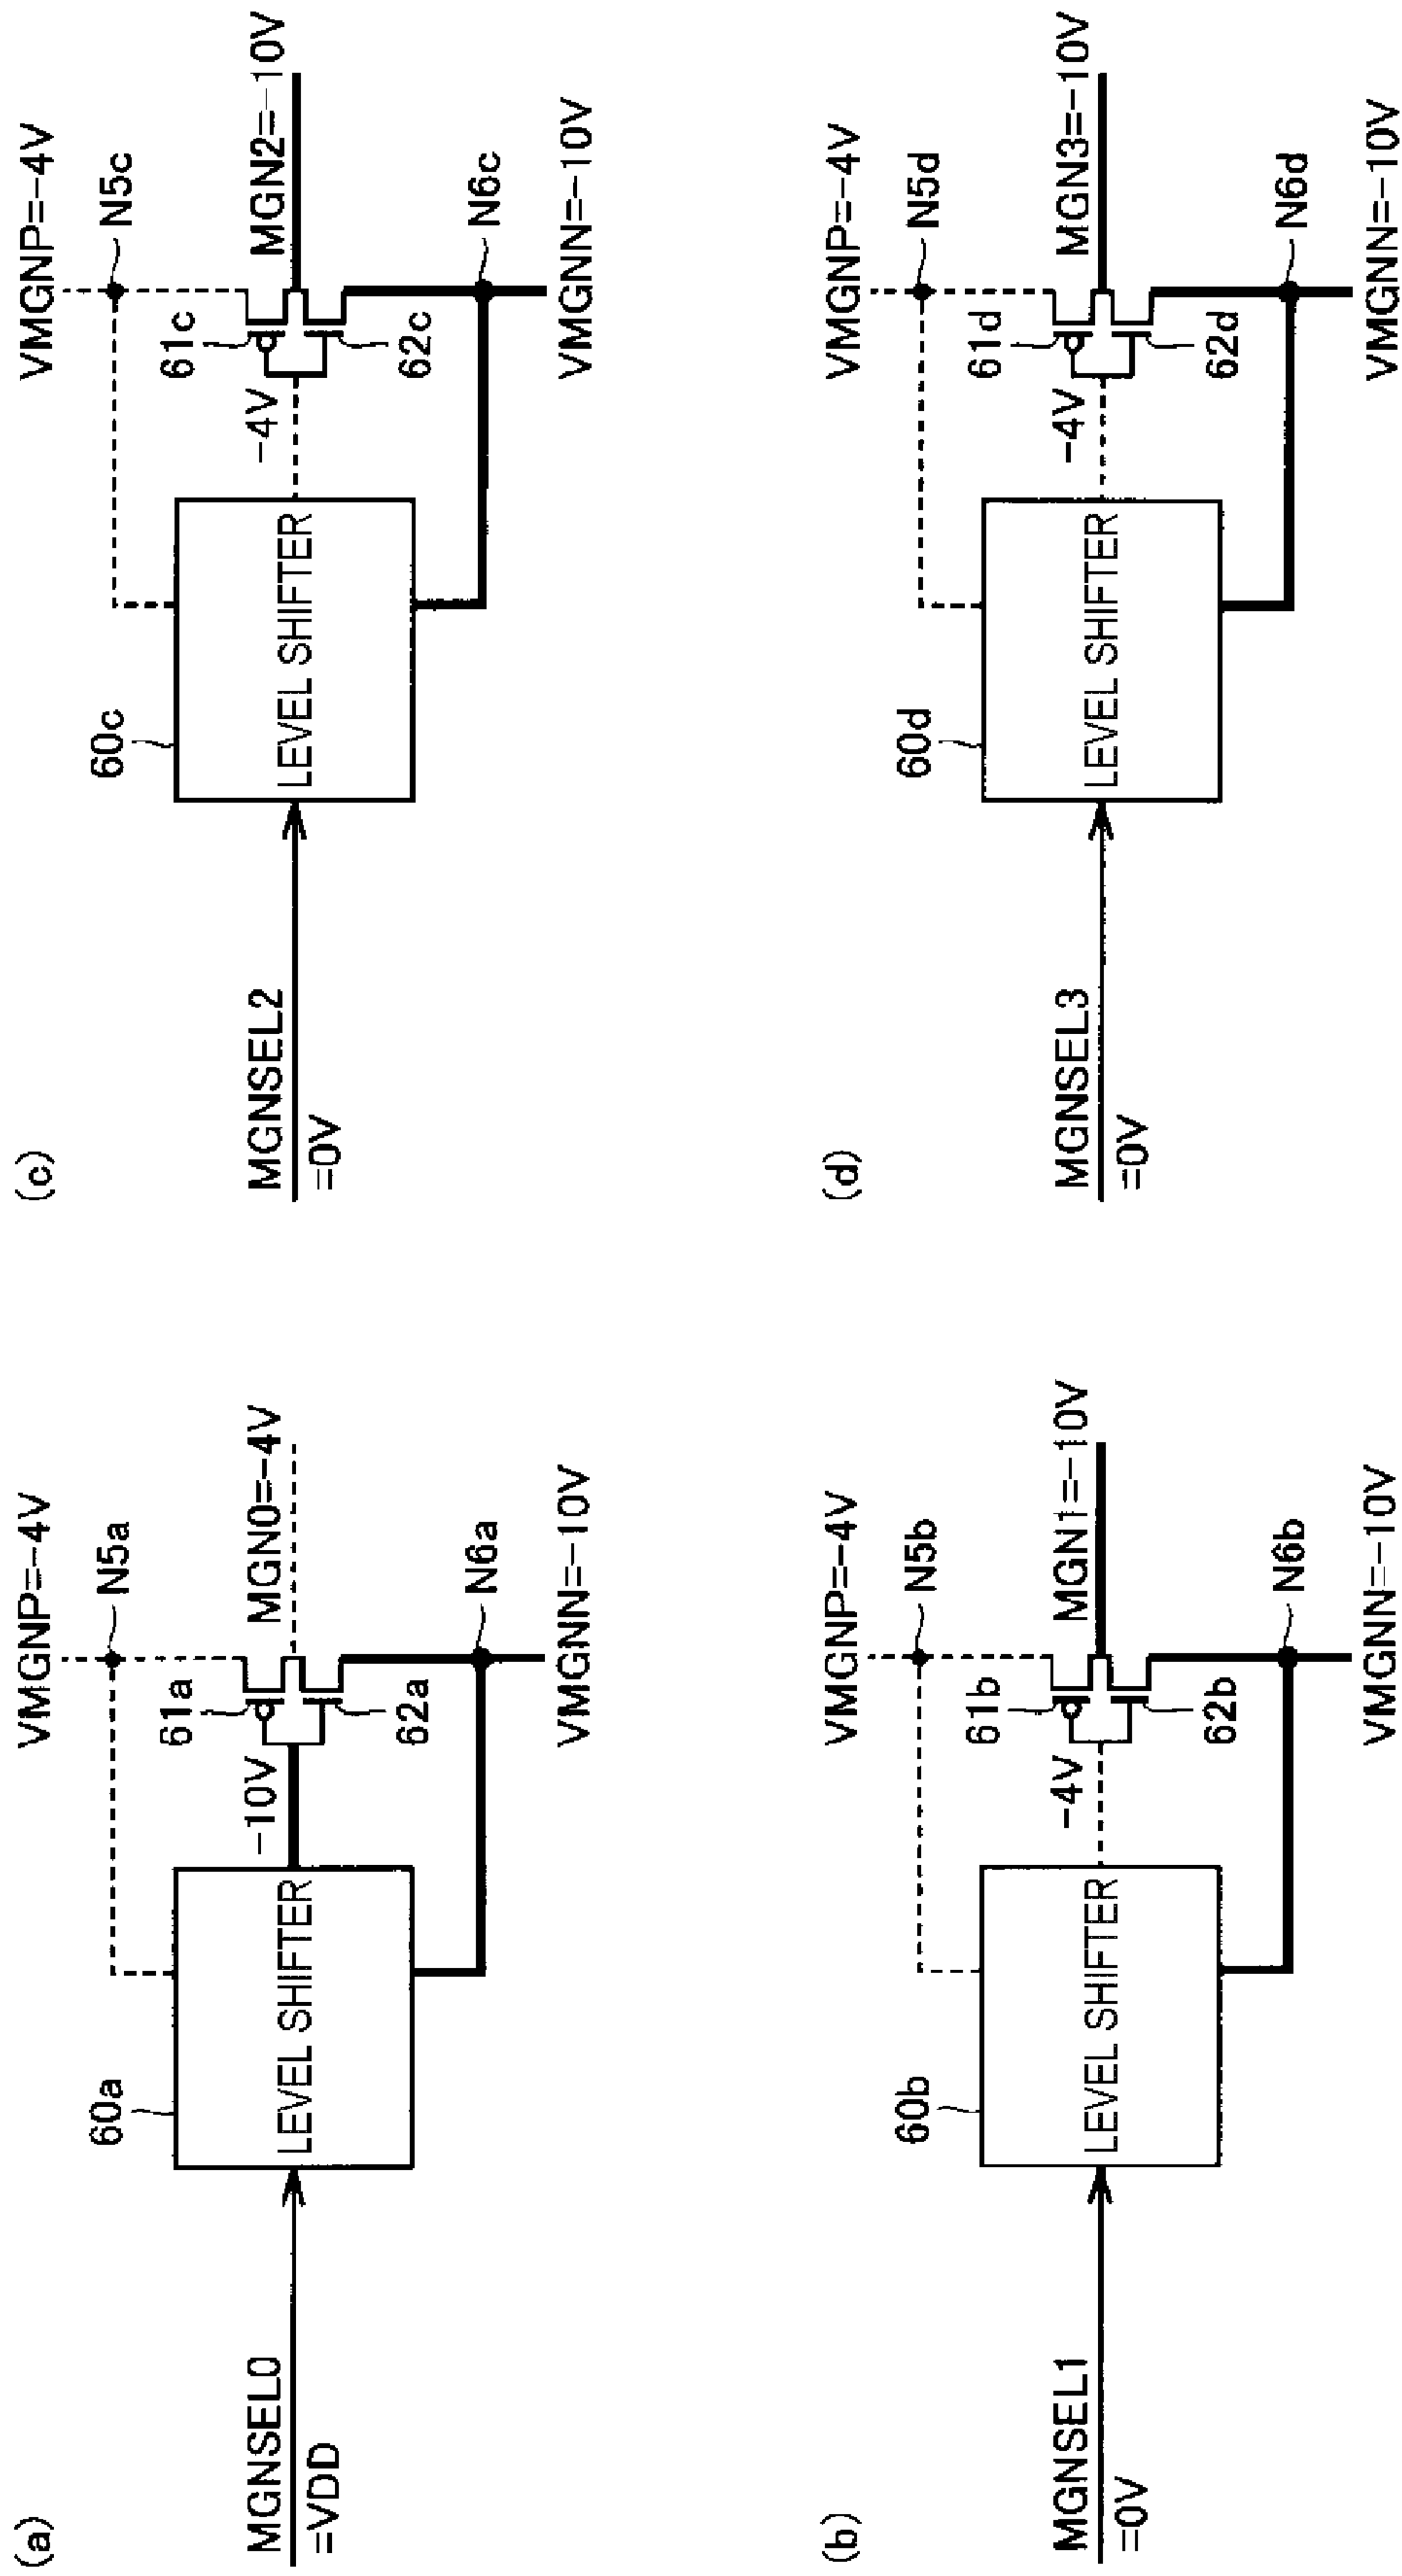 (a)
VMGNP=-4V
N5a
60a
61a
MGNSEL0
=VDD
LEVEL SHIFTER
-10V
MGN0=-4V
62a
N6a
VMGNN=-10V
(b)
VMGNP=-4V
N5b
60b
61b
MGNSEL1
=0V
LEVEL SHIFTER
-4V
MGN1=-10V
62b
N6b
VMGNN=-10V
(c)
VMGNP=-4V
N5c
60c
61c
MGNSEL2
=0V
LEVEL SHIFTER
-4V
MGN2=-10V
62c
N6c
VMGNN=-10V
(d)
VMGNP=-4V
N5d
60d
61d
MGNSEL3
=0V
LEVEL SHIFTER
-4V
MGN3=-10V
62d
N6d
VMGNN=-10V